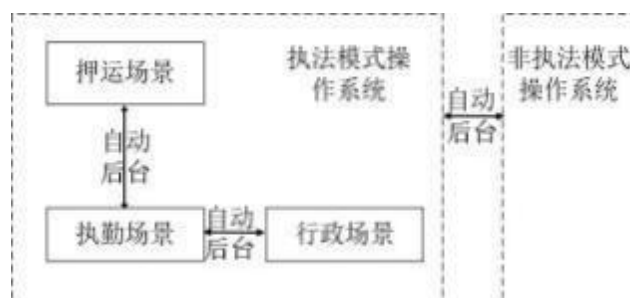 押运场景
执法模式操
作系统
非执法模式
操作系统
自动
后台
自动
后台
执勤场景
自动
后台
行政场景